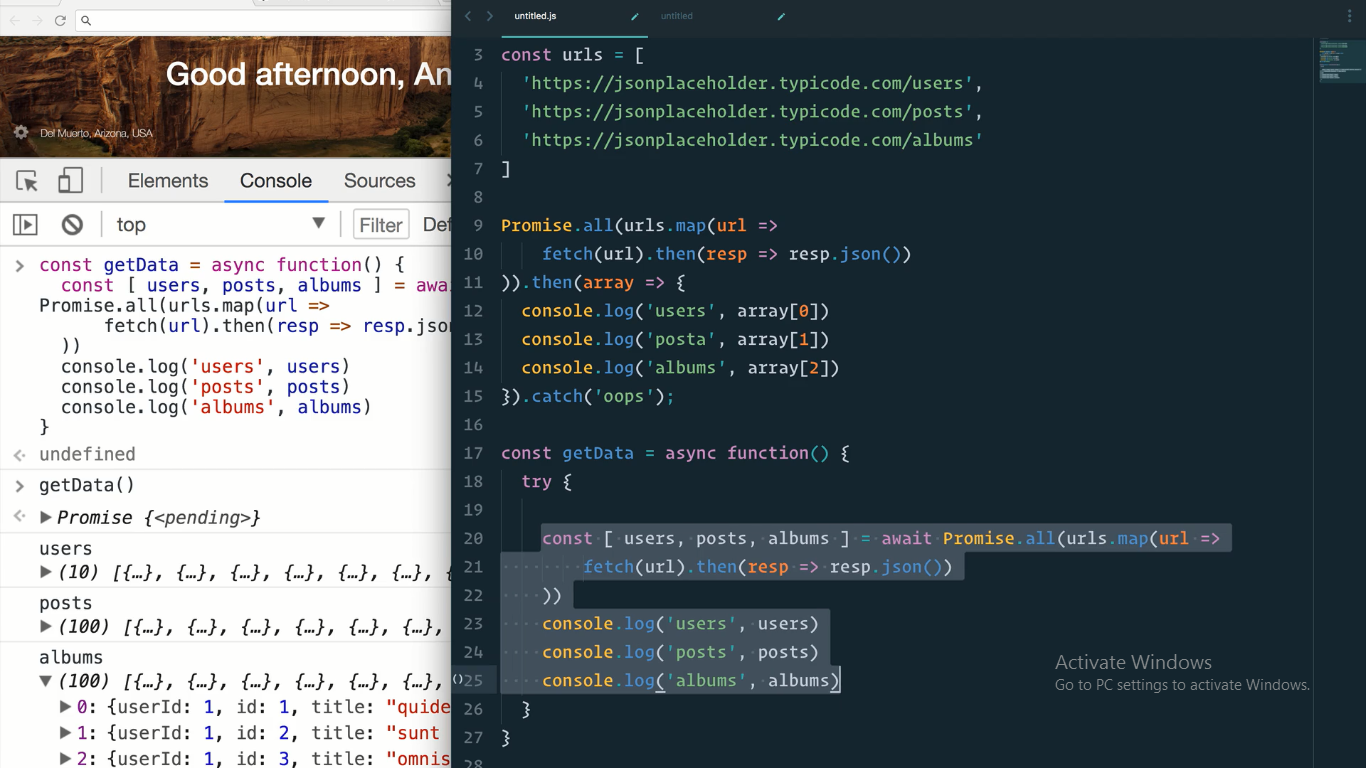 Good afternoon, An
Del Muerto, Arizona, USA
Elements Console Sources
top Filter Def
const getData = async function() {
const [ users, posts, albums ] = awai
Promise.all(urls.map(url =>
fetch(url).then(resp => resp.json
))
console.log('users', users)
console.log('posts', posts)
console.log('albums', albums)
}
undefined
getData()
Promise {<pending>}
users
(10) [{…}, {…}, {…}, {…}, {…}, {…},
posts
(100) [{…}, {…}, {…}, {…}, {…}, {…},
albums
(100) [{…}, {…}, {…}, {…}, {…}, {…},
0: {userId: 1, id: 1, title: "quide
1: {userId: 1, id: 2, title: "sunt
2: {userId: 1, id: 3, title: "omnis
untitled.js untitled
3 const urls = [
4 'https://jsonplaceholder.typicode.com/users',
5 'https://jsonplaceholder.typicode.com/posts',
6 'https://jsonplaceholder.typicode.com/albums'
7 ]
8
9 Promise.all(urls.map(url =>
10 fetch(url).then(resp => resp.json())
11 )).then(array => {
12 console.log('users', array[0])
13 console.log('posta', array[1])
14 console.log('albums', array[2])
15 }).catch('oops');
16
17 const getData = async function() {
18 try {
19
20 const [ users, posts, albums ] = await Promise.all(urls.map(url =>
21 fetch(url).then(resp => resp.json())
22 ))
23 console.log('users', users)
24 console.log('posts', posts)
25 console.log('albums', albums)
26 }
27 }
28
Activate Windows
Go to PC settings to activate Windows.